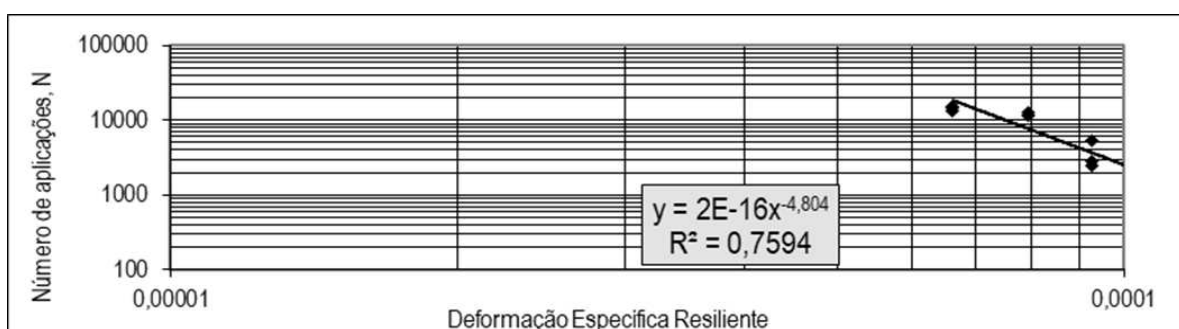 100000
10000
1000
100
Número de aplicações, N
y = 2E-16x^-4,804
R² = 0,7594
0,00001
0,0001
Deformação Especifica Resiliente